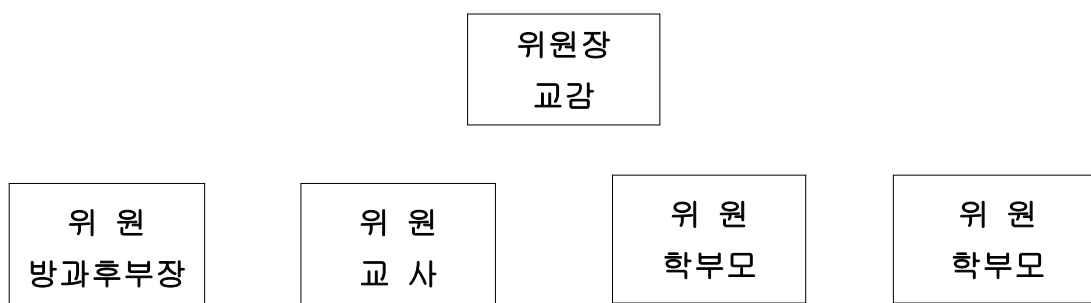 위원장
교감
위 원
방과후부장
위 원
교 사
위 원
학부모
위 원
학부모